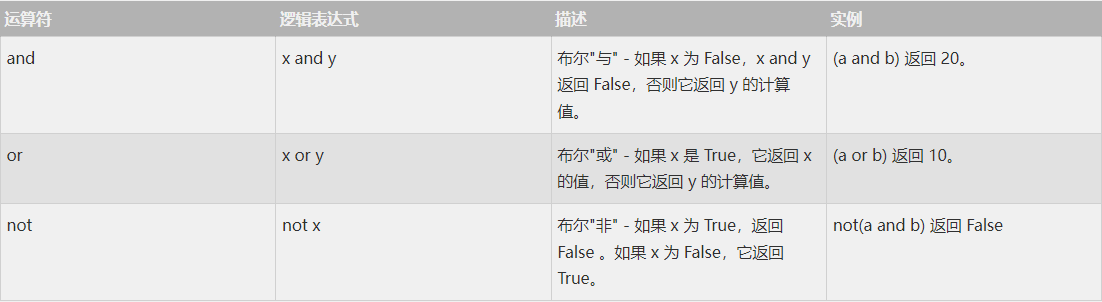 运算符 逻辑表达式 描述 实例
and x and y 布尔"与" - 如果 x 为 False，x and y (a and b) 返回 20。
返回 False，否则它返回 y 的计算
值。
or x or y 布尔"或" - 如果 x 是 True，它返回 x (a or b) 返回 10。
的值，否则它返回 y 的计算值。
not not x 布尔"非" - 如果 x 为 True，返回 not(a and b) 返回 False
False 。如果 x 为 False，它返回
True。